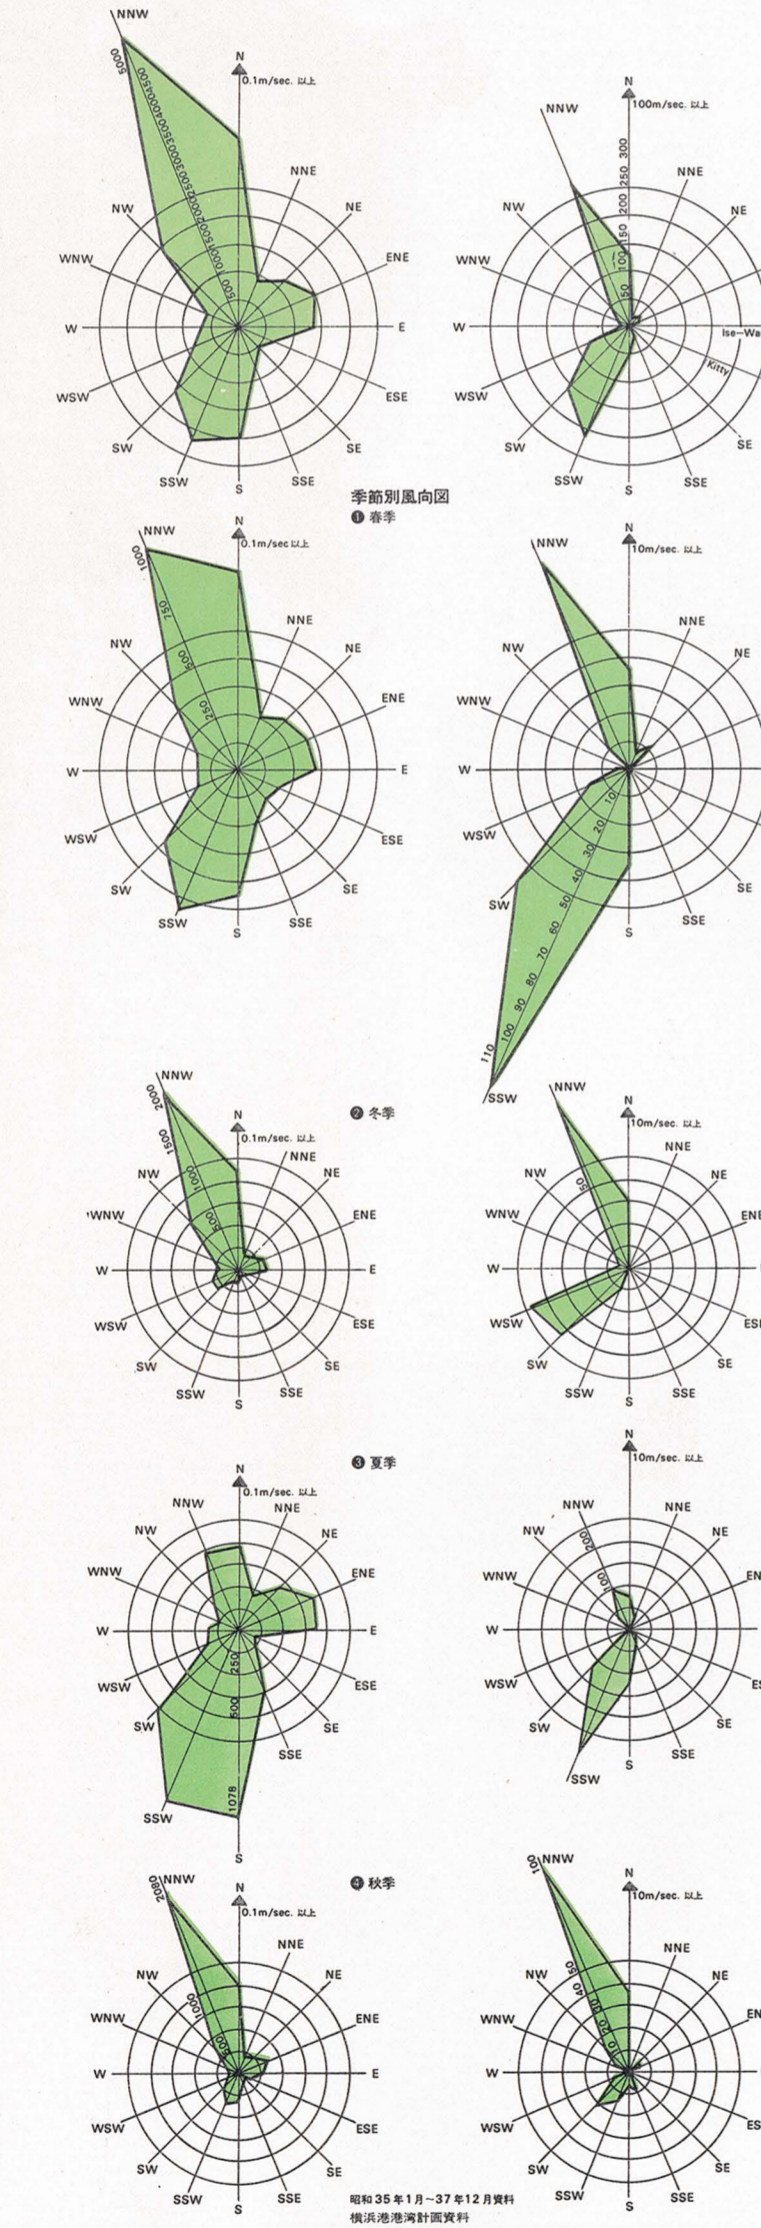 NNW
N
0.1m/sec. 以上
NNE
NE
ENE
E
ESE
SE
SSE
S
SSW
SW
WSW
W
WNW
NW
5000
4500
4000
3500
3000
2500
2000
1500
1000
500
N
100m/sec. 以上
NNW
NNE
NE
Kitty
SE
SSE
S
SSW
SW
WSW
W
WNW
NW
300
250
200
150
100
50
季節別風向図
❶ 春季
NNW
N
0.1m/sec 以上
NNE
NE
ENE
E
ESE
SE
SSE
S
SSW
SW
WSW
W
WNW
NW
1000
750
500
250
NNW
N
10m/sec. 以上
NNE
NE
SE
SSE
S
SSW
SW
WSW
W
WNW
NW
10
20
30
40
50
60
70
80
90
100
110
❷ 冬季
NNW
N
0.1m/sec. 以上
NNE
NE
ENE
E
ESE
SE
SSE
S
SSW
SW
WSW
W
WNW
NW
2000
1500
1000
500
NNW
N
10m/sec. 以上
NNE
NE
SE
SSE
S
SSW
SW
WSW
W
WNW
NW
50
❸ 夏季
N
0.1m/sec. 以上
NNW
NNE
NE
ENE
E
ESE
SE
SSE
S
SSW
SW
WSW
W
WNW
NW
250
500
1078
N
10m/sec. 以上
NNW
NNE
NE
SE
SSE
S
SSW
SW
WSW
W
WNW
NW
200
100
❹ 秋季
NNW
N
0.1m/sec. 以上
NNE
NE
ENE
E
ESE
SE
SSE
S
SSW
SW
WSW
W
WNW
NW
2080
1000
500
NNW
N
10m/sec. 以上
NNE
NE
SE
SSE
S
SSW
SW
WSW
W
WNW
NW
100
50
40
30
20
10
昭和35年1月〜37年12月資料
横浜港港湾計画資料